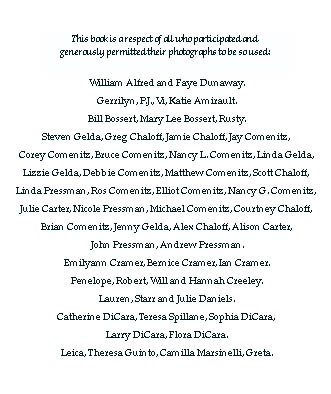 This book is a respect of all who participated and
generously permitted their photographs to be so used:
William Alfred and Faye Dunaway.
Gerrilyn, P.J., Vi, Katie Amirault.
Bill Bossert, Mary Lee Bossert, Rusty.
Steven Gelda, Greg Chaloff, Jamie Chaloff, Jay Comenitz,
Corey Comenitz, Bruce Comenitz, Nancy L. Comenitz, Linda Gelda,
Lizzie Gelda, Debbie Comenitz, Matthew Comenitz, Scott Chaloff,
Linda Pressman, Ros Comenitz, Elliot Comenitz, Nancy G. Comenitz,
Julie Carter, Nicole Pressman, Michael Comenitz, Courtney Chaloff,
Brian Comenitz, Jenny Gelda, Alex Chaloff, Alison Carter,
John Pressman, Andrew Pressman.
Emilyann Cramer, Bernice Cramer, Ian Cramer.
Penelope, Robert, Will and Hannah Creeley.
Lauren, Starr and Julie Daniels.
Catherine DiCara, Teresa Spillane, Sophia DiCara,
Larry DiCara, Flora DiCara.
Leica, Theresa Guinto, Camilla Marsinelli, Greta.